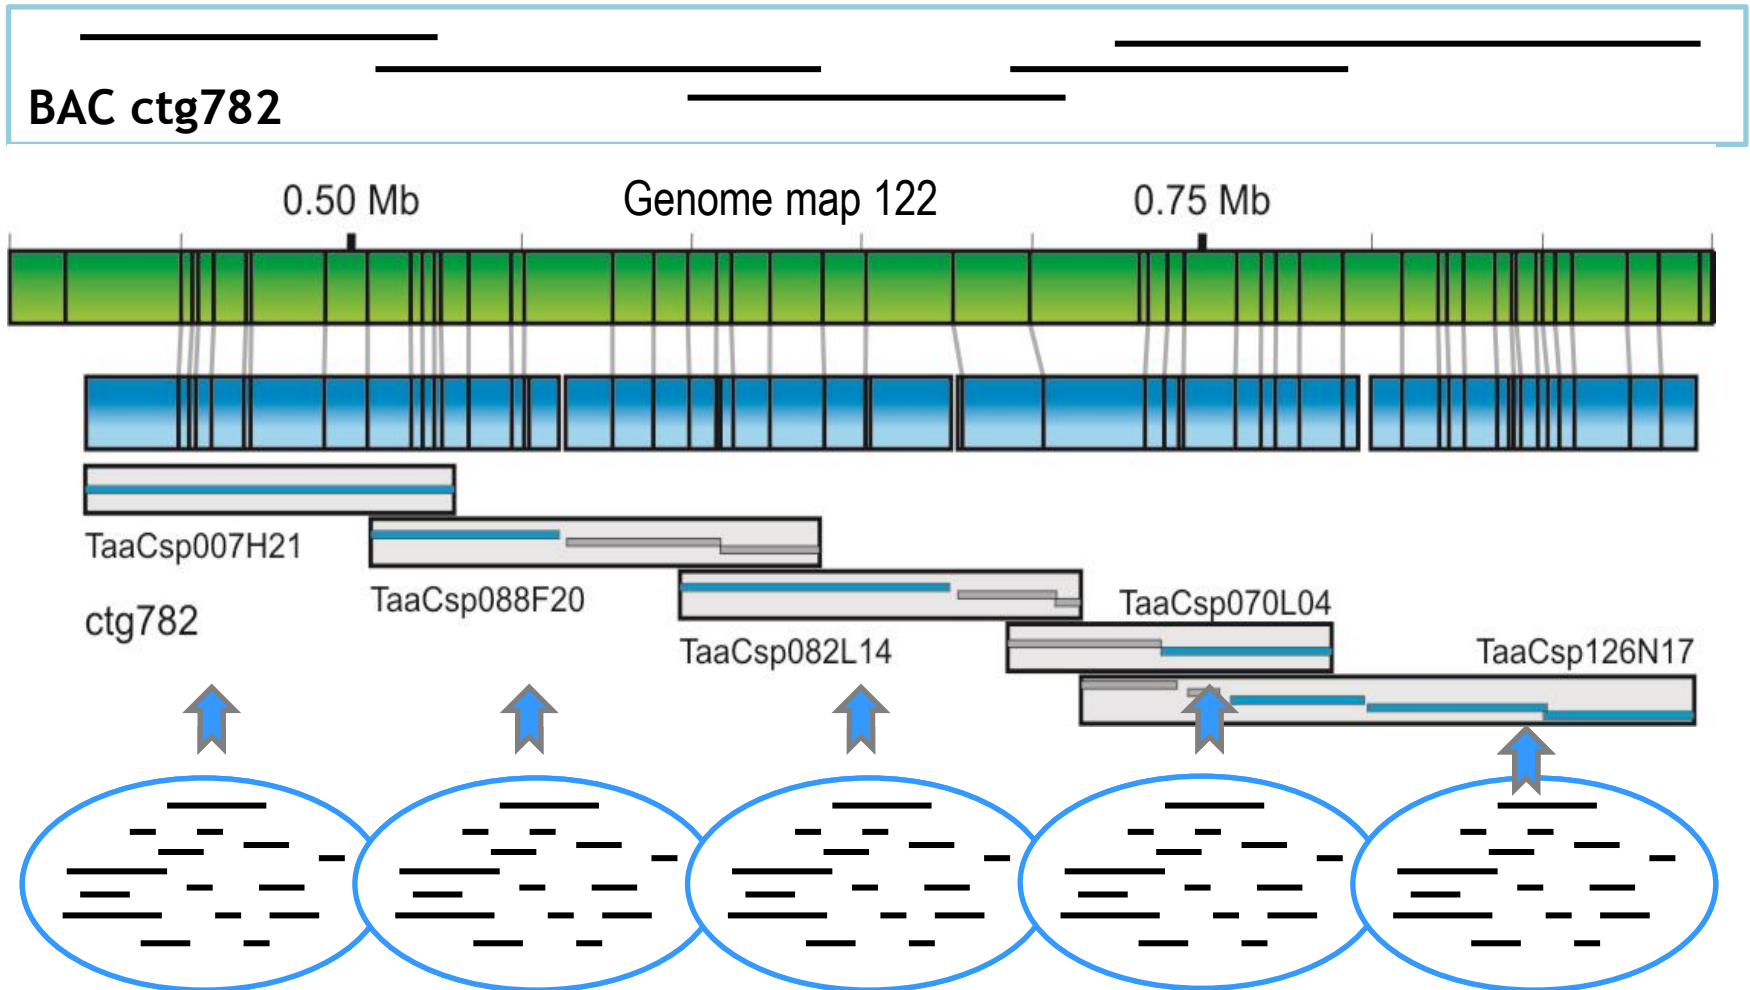 BAC ctg782
0.50 Mb
Genome map 122
0.75 Mb
TaaCsp007H21
TaaCsp088F20
ctg782
TaaCsp082L14
TaaCsp070L04
TaaCsp126N17